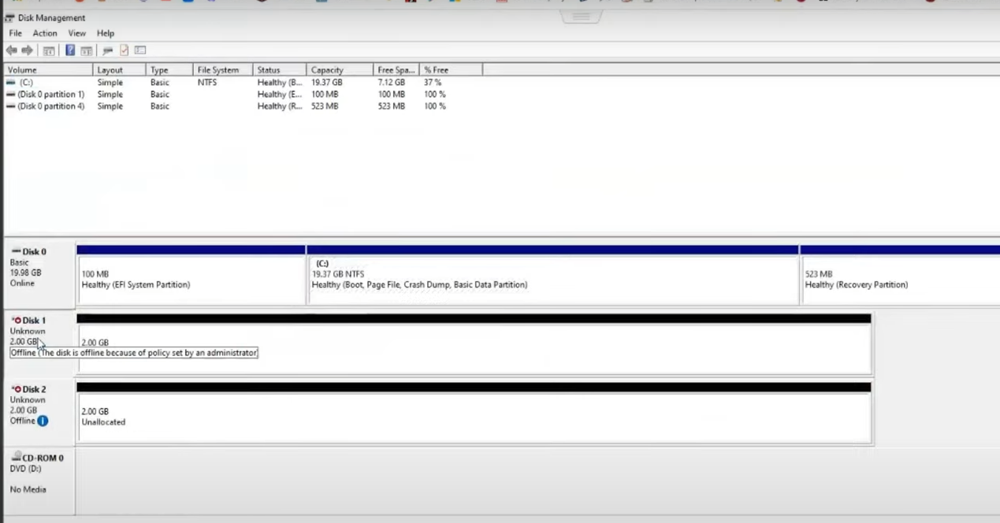 Disk Management
File Action View Help
Volume Layout Type File System Status Capacity Free Spa... % Free
(C:) Simple Basic NTFS Healthy (B... 19.37 GB 7.12 GB 37 %
(Disk 0 partition 1) Simple Basic Healthy (E... 100 MB 100 MB 100 %
(Disk 0 partition 4) Simple Basic Healthy (R... 523 MB 523 MB 100 %
Disk 0
Basic
19.98 GB
Online
100 MB
Healthy (EFI System Partition)
(C:)
19.37 GB NTFS
Healthy (Boot, Page File, Crash Dump, Basic Data Partition)
523 MB
Healthy (Recovery Partition)
Disk 1
Unknown
2.00 GB
2.00 GB
Offline (The disk is offline because of policy set by an administrator)
Disk 2
Unknown
2.00 GB
Offline
2.00 GB
Unallocated
CD-ROM 0
DVD (D:)
No Media